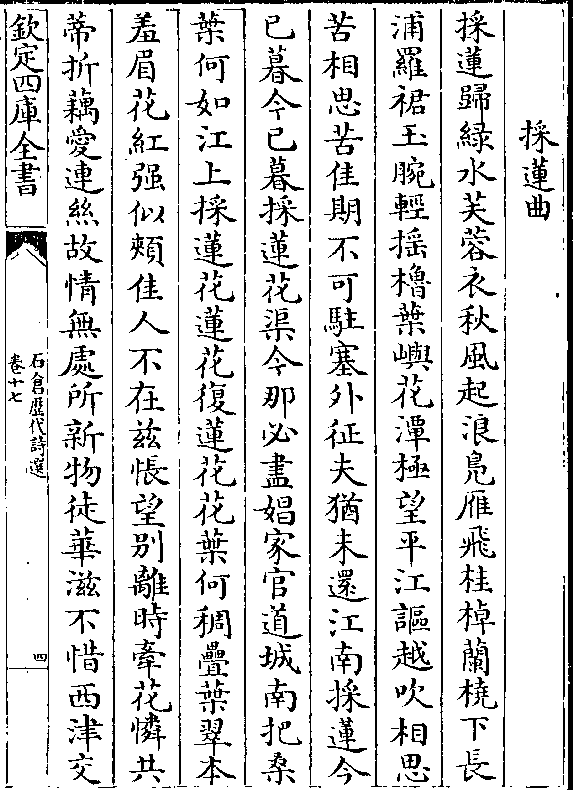 採蓮曲
採蓮歸綠水芙蓉衣秋風起浪鳬雁飛桂棹蘭橈下長
浦羅裙玉腕輕揺櫓葉嶼花潭極望平江謳越吹相思
苦相思苦佳期不可駐塞外征夫猶未還江南採蓮今
已暮今已暮採蓮花渠今那必盡娼家官道城南把桑
葉何如江上採蓮花蓮花復蓮花花葉何稠疊葉翠本
羞眉花紅强似頰佳人不在兹悵望别離時牽花憐共
蒂折藕愛連絲故情無處所新物徒華滋不惜西津交
欽定四庫全書
石倉歴代詩選
卷十七
四